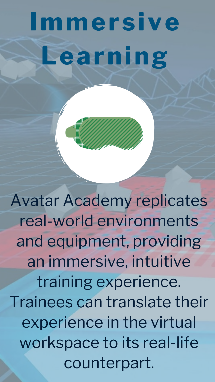 Immersive
Learning
Avatar Academy replicates
real-world environments
and equipment, providing
an immersive, intuitive
training experience.
Trainees can translate their
experience in the virtual
workspace to its real-life
counterpart.